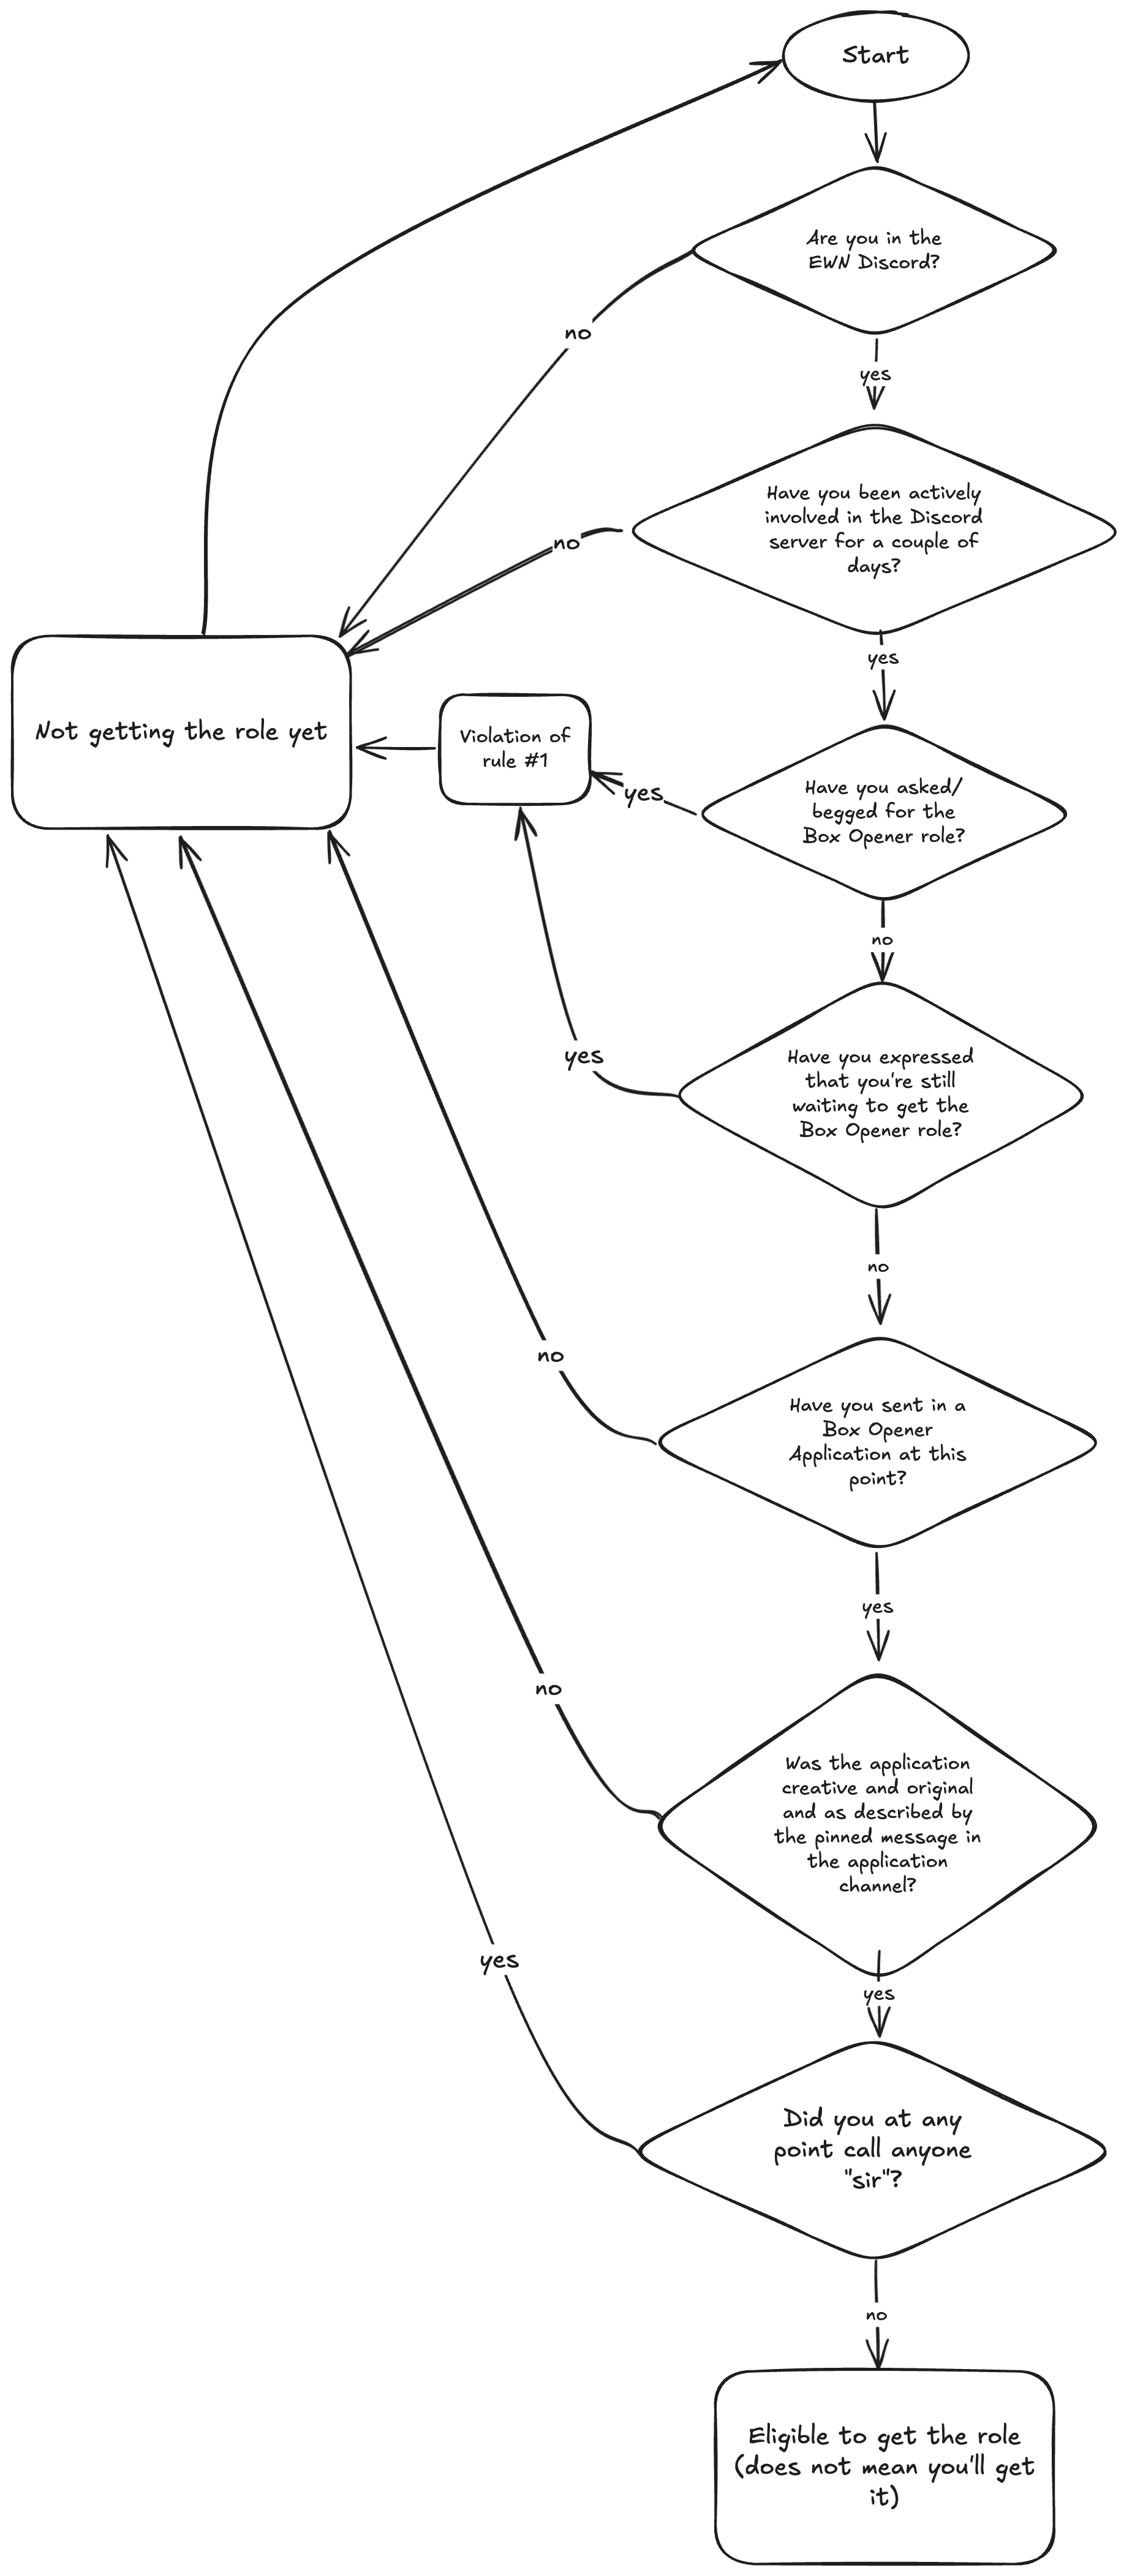 Start
Are you in the
EWN Discord?
no
yes
Have you been actively
involved in the Discord
server for a couple of
days?
no
yes
Not getting the role yet
Violation of
rule #1
yes
Have you asked/
begged for the
Box Opener role?
no
Have you expressed
that you're still
waiting to get the
Box Opener role?
yes
no
Have you sent in a
Box Opener
Application at this
point?
no
yes
Was the application
creative and original
and as described by
the pinned message in
the application
channel?
no
yes
Did you at any
point call anyone
"sir"?
yes
no
Eligible to get the role
(does not mean you'll get
it)